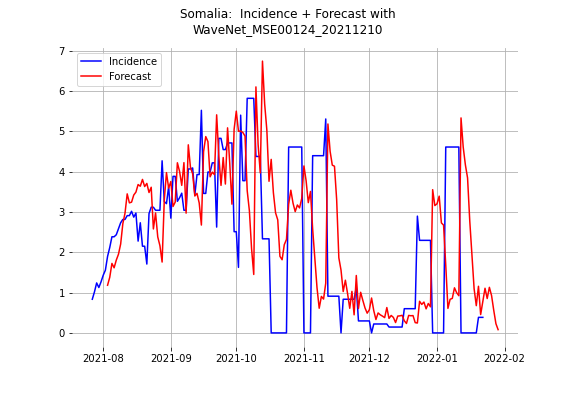 Somalia:  Incidence + Forecast with
WaveNet_MSE00124_20211210
Incidence
Forecast
7
6
5
4
3
2
1
0
2021-08 2021-09 2021-10 2021-11 2021-12 2022-01 2022-02